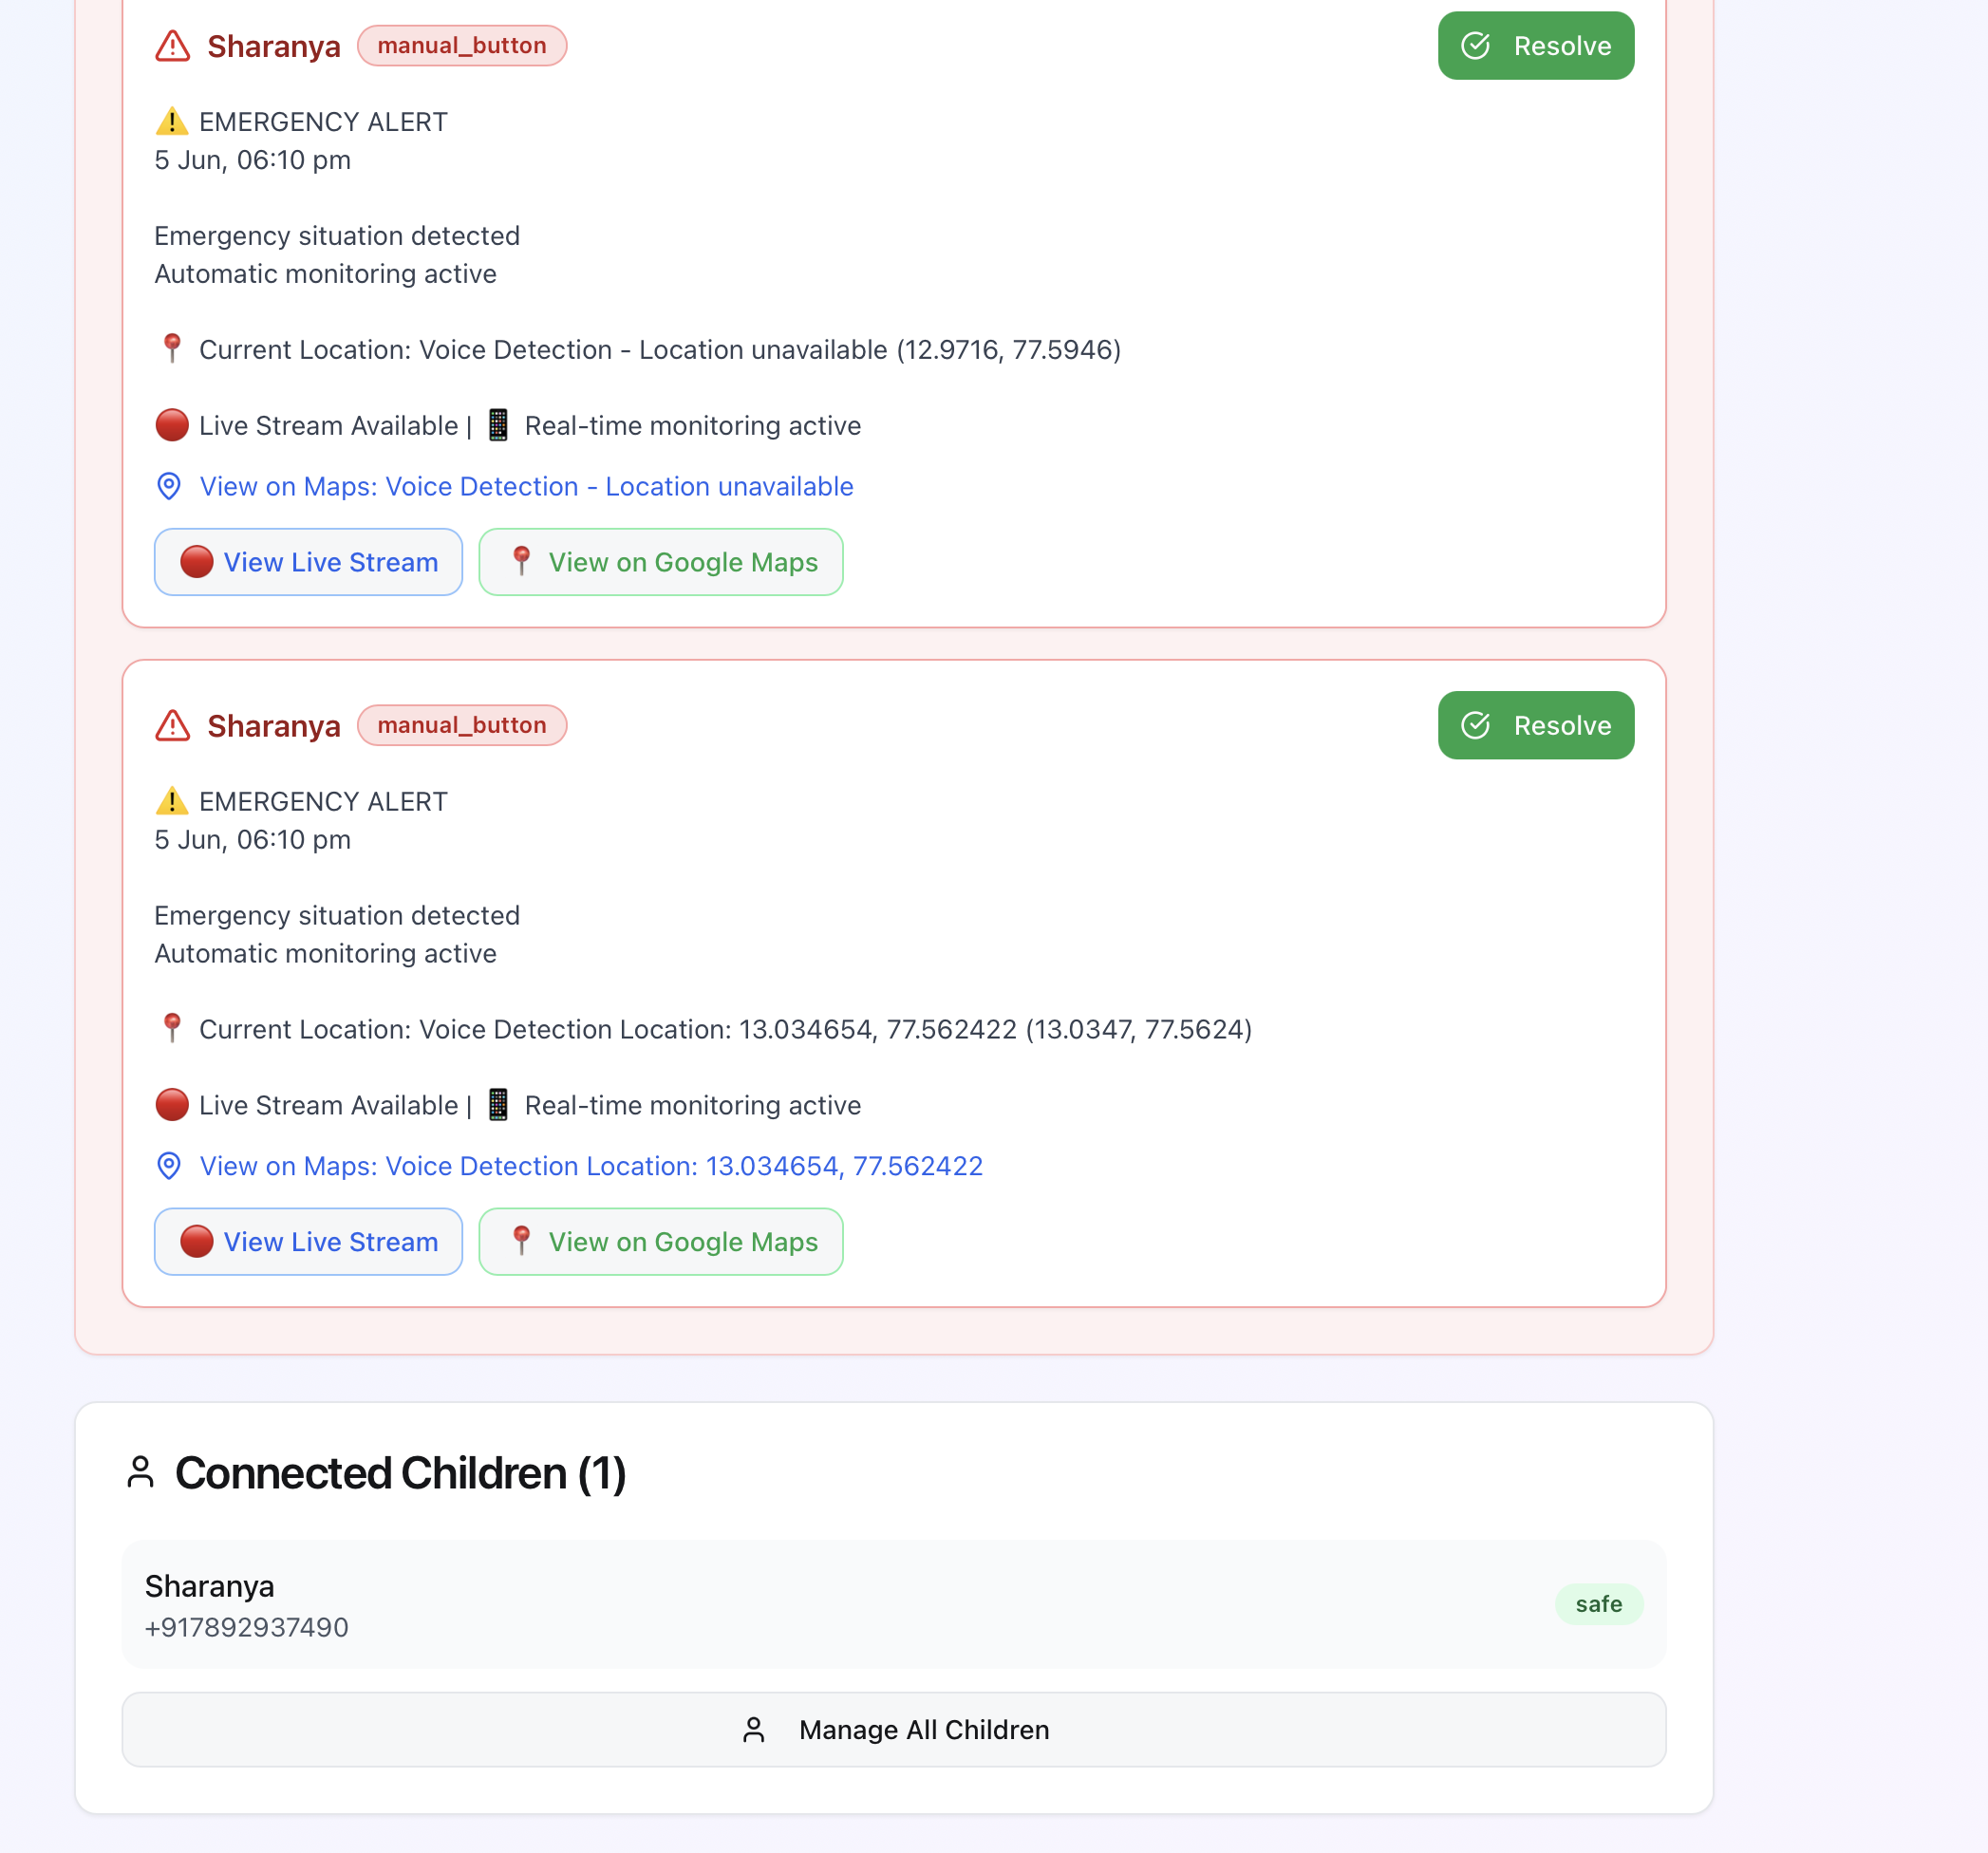 Sharanya manual_button Resolve
⚠️ EMERGENCY ALERT
5 Jun, 06:10 pm
Emergency situation detected
Automatic monitoring active
📍 Current Location: Voice Detection - Location unavailable (12.9716, 77.5946)
🔴 Live Stream Available | 📱 Real-time monitoring active
View on Maps: Voice Detection - Location unavailable
🔴 View Live Stream 📍 View on Google Maps
Sharanya manual_button Resolve
⚠️ EMERGENCY ALERT
5 Jun, 06:10 pm
Emergency situation detected
Automatic monitoring active
📍 Current Location: Voice Detection Location: 13.034654, 77.562422 (13.0347, 77.5624)
🔴 Live Stream Available | 📱 Real-time monitoring active
View on Maps: Voice Detection Location: 13.034654, 77.562422
🔴 View Live Stream 📍 View on Google Maps
Connected Children (1)
Sharanya
+917892937490
safe
Manage All Children